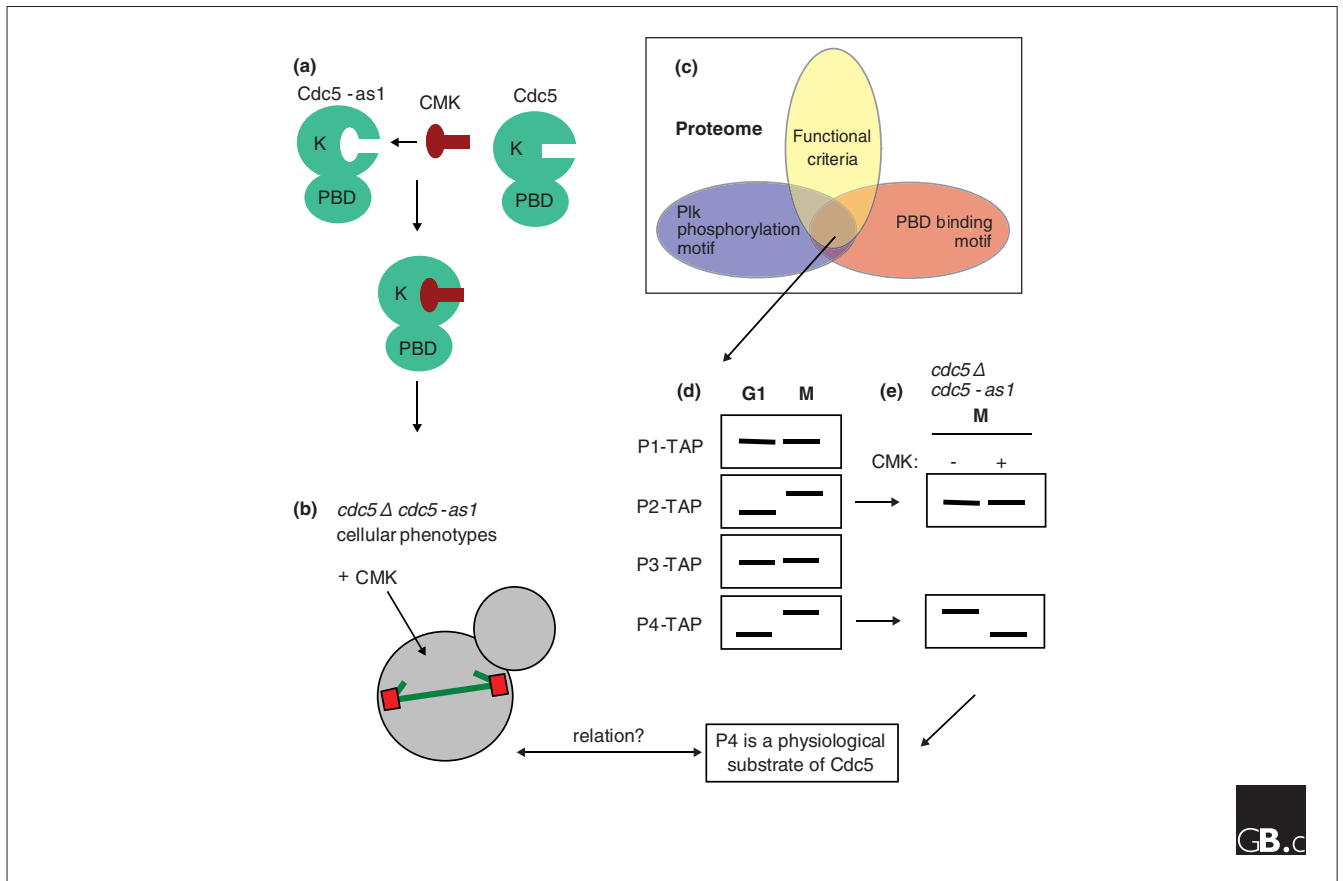 (a)
Cdc5 -as1
CMK
Cdc5
K
K
PBD
PBD
K
PBD
(b) cdc5 Δ cdc5 -as1
cellular phenotypes
+ CMK
(c)
Proteome
Functional
criteria
Plk
phosphorylation
motif
PBD binding
motif
(d) G1 M
P1-TAP
P2-TAP
P3 -TAP
P4-TAP
(e) cdc5 Δ
cdc5 - as1
M
CMK: - +
relation?
P4 is a physiological
substrate of Cdc5
GB.c